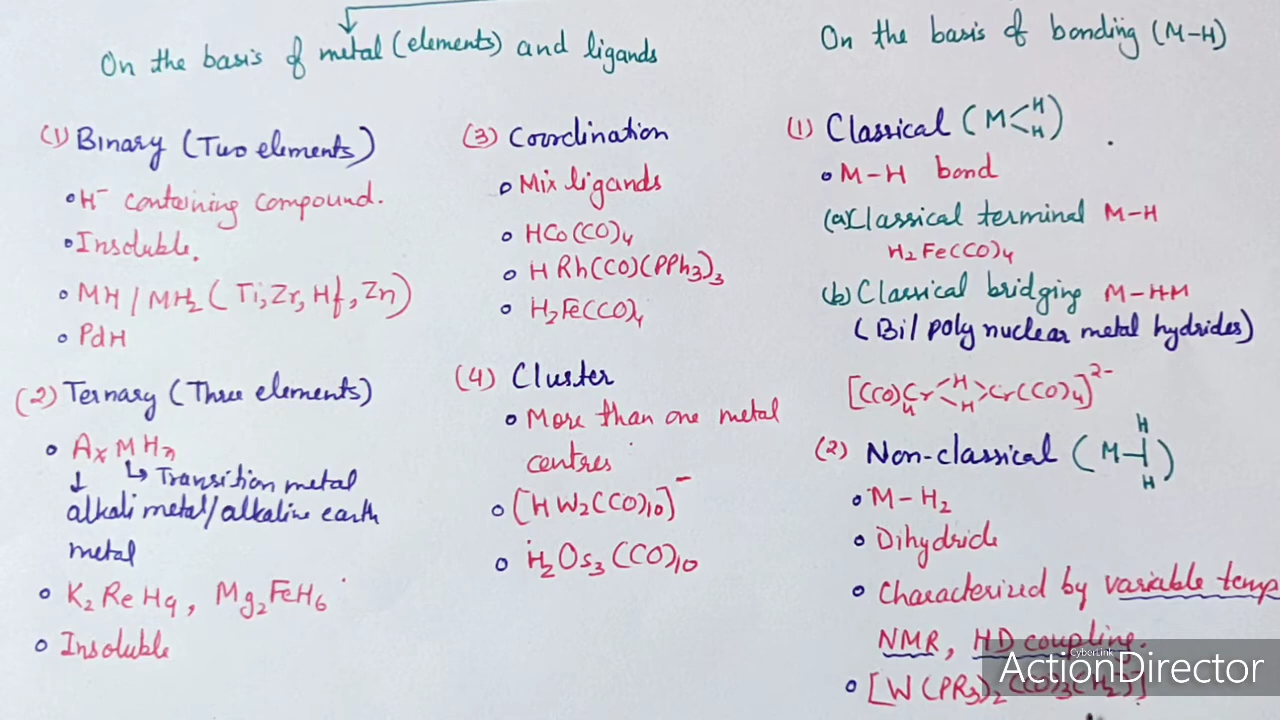 On the basis of metal (elements) and ligands
(1) Binary (Two elements)
• H⁻ containing compound.
• Insoluble.
• MH / MH₂ (Ti, Zr, Hf, Zn)
• PdH
(2) Ternary (Three elements)
• AₓMHₙ
↓ ↳ Transition metal
alkali metal/alkaline earth
metal
• K₂ReH₉, Mg₂FeH₆
• Insoluble
(3) Coordination
• Mix ligands
• HCo(CO)₄
• HRh(CO)(PPh₃)₃
• H₂Fe(CO)₄
(4) Cluster
• More than one metal
centres
• [HW₂(CO)₁₀]⁻
• H₂Os₃(CO)₁₀
On the basis of bonding (M-H)
(1) Classical (M<H H)
• M-H bond
(a) Classical terminal M-H
H₂Fe(CO)₄
(b) Classical bridging M-HM
(Bi/poly nuclear metal hydrides)
[(CO)₄Cr<H H>Cr(CO)₄]²⁻
(2) Non-classical (M-H H)
• M-H₂
• Dihydride
• Characterized by variable temp
NMR, HD coupling.
• [W(PR₃)₂(CO)₃(H₂)]
CyberLink
ActionDirector